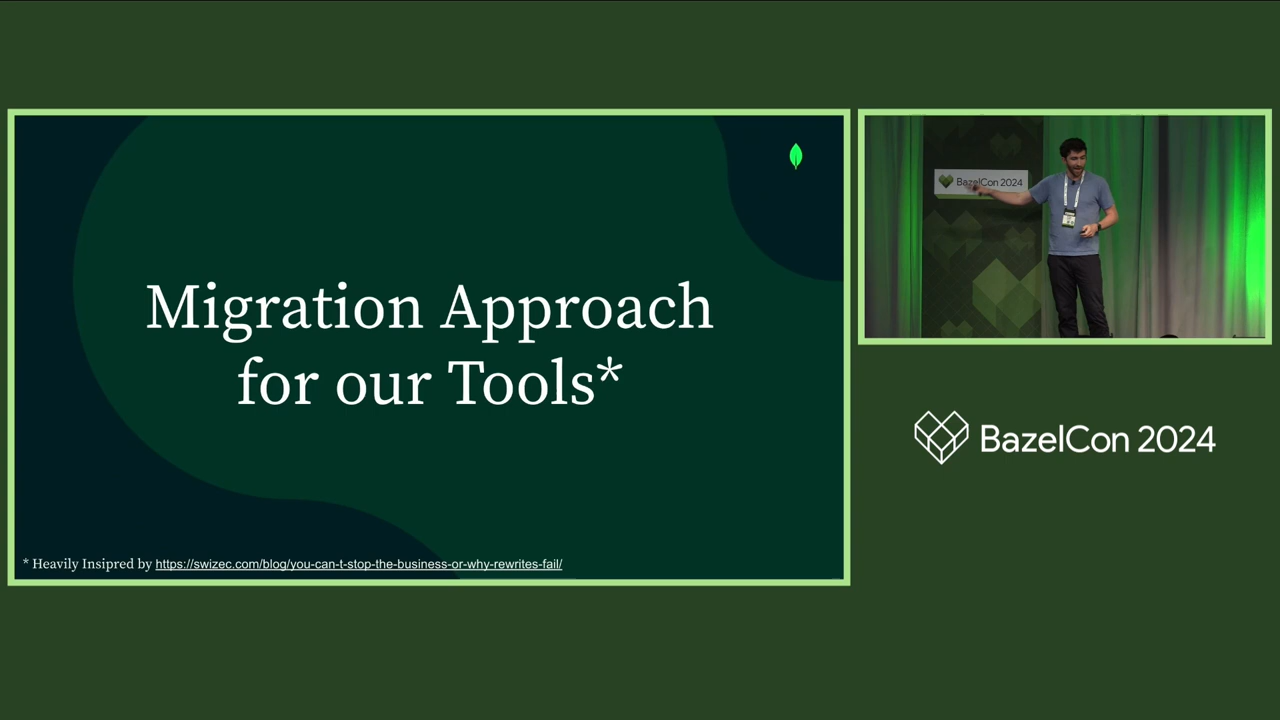 Migration Approach
for our Tools*
* Heavily Insipred by https://swizec.com/blog/you-can-t-stop-the-business-or-why-rewrites-fail/
BazelCon 2024
BazelCon 2024